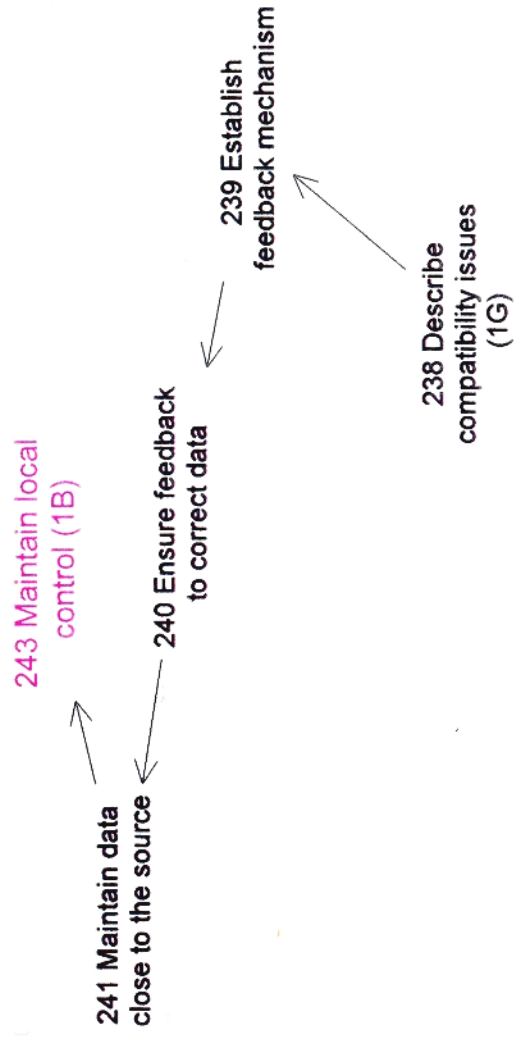 243 Maintain local
control (1B)
241 Maintain data
close to the source
240 Ensure feedback
to correct data
239 Establish
feedback mechanism
238 Describe
compatibility issues
(1G)